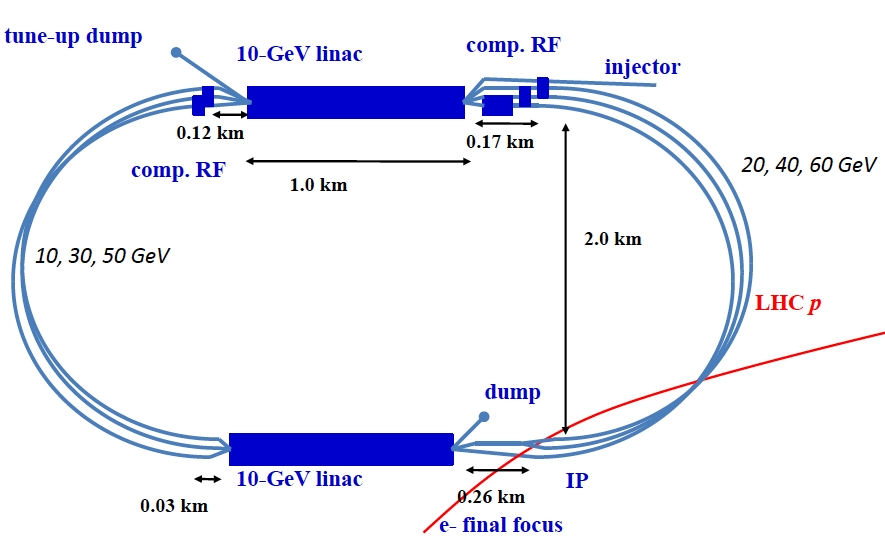 tune-up dump
10-GeV linac
comp. RF
injector
0.12 km
0.17 km
comp. RF
1.0 km
20, 40, 60 GeV
10, 30, 50 GeV
2.0 km
LHC p
dump
10-GeV linac
IP
0.03 km
0.26 km
e- final focus